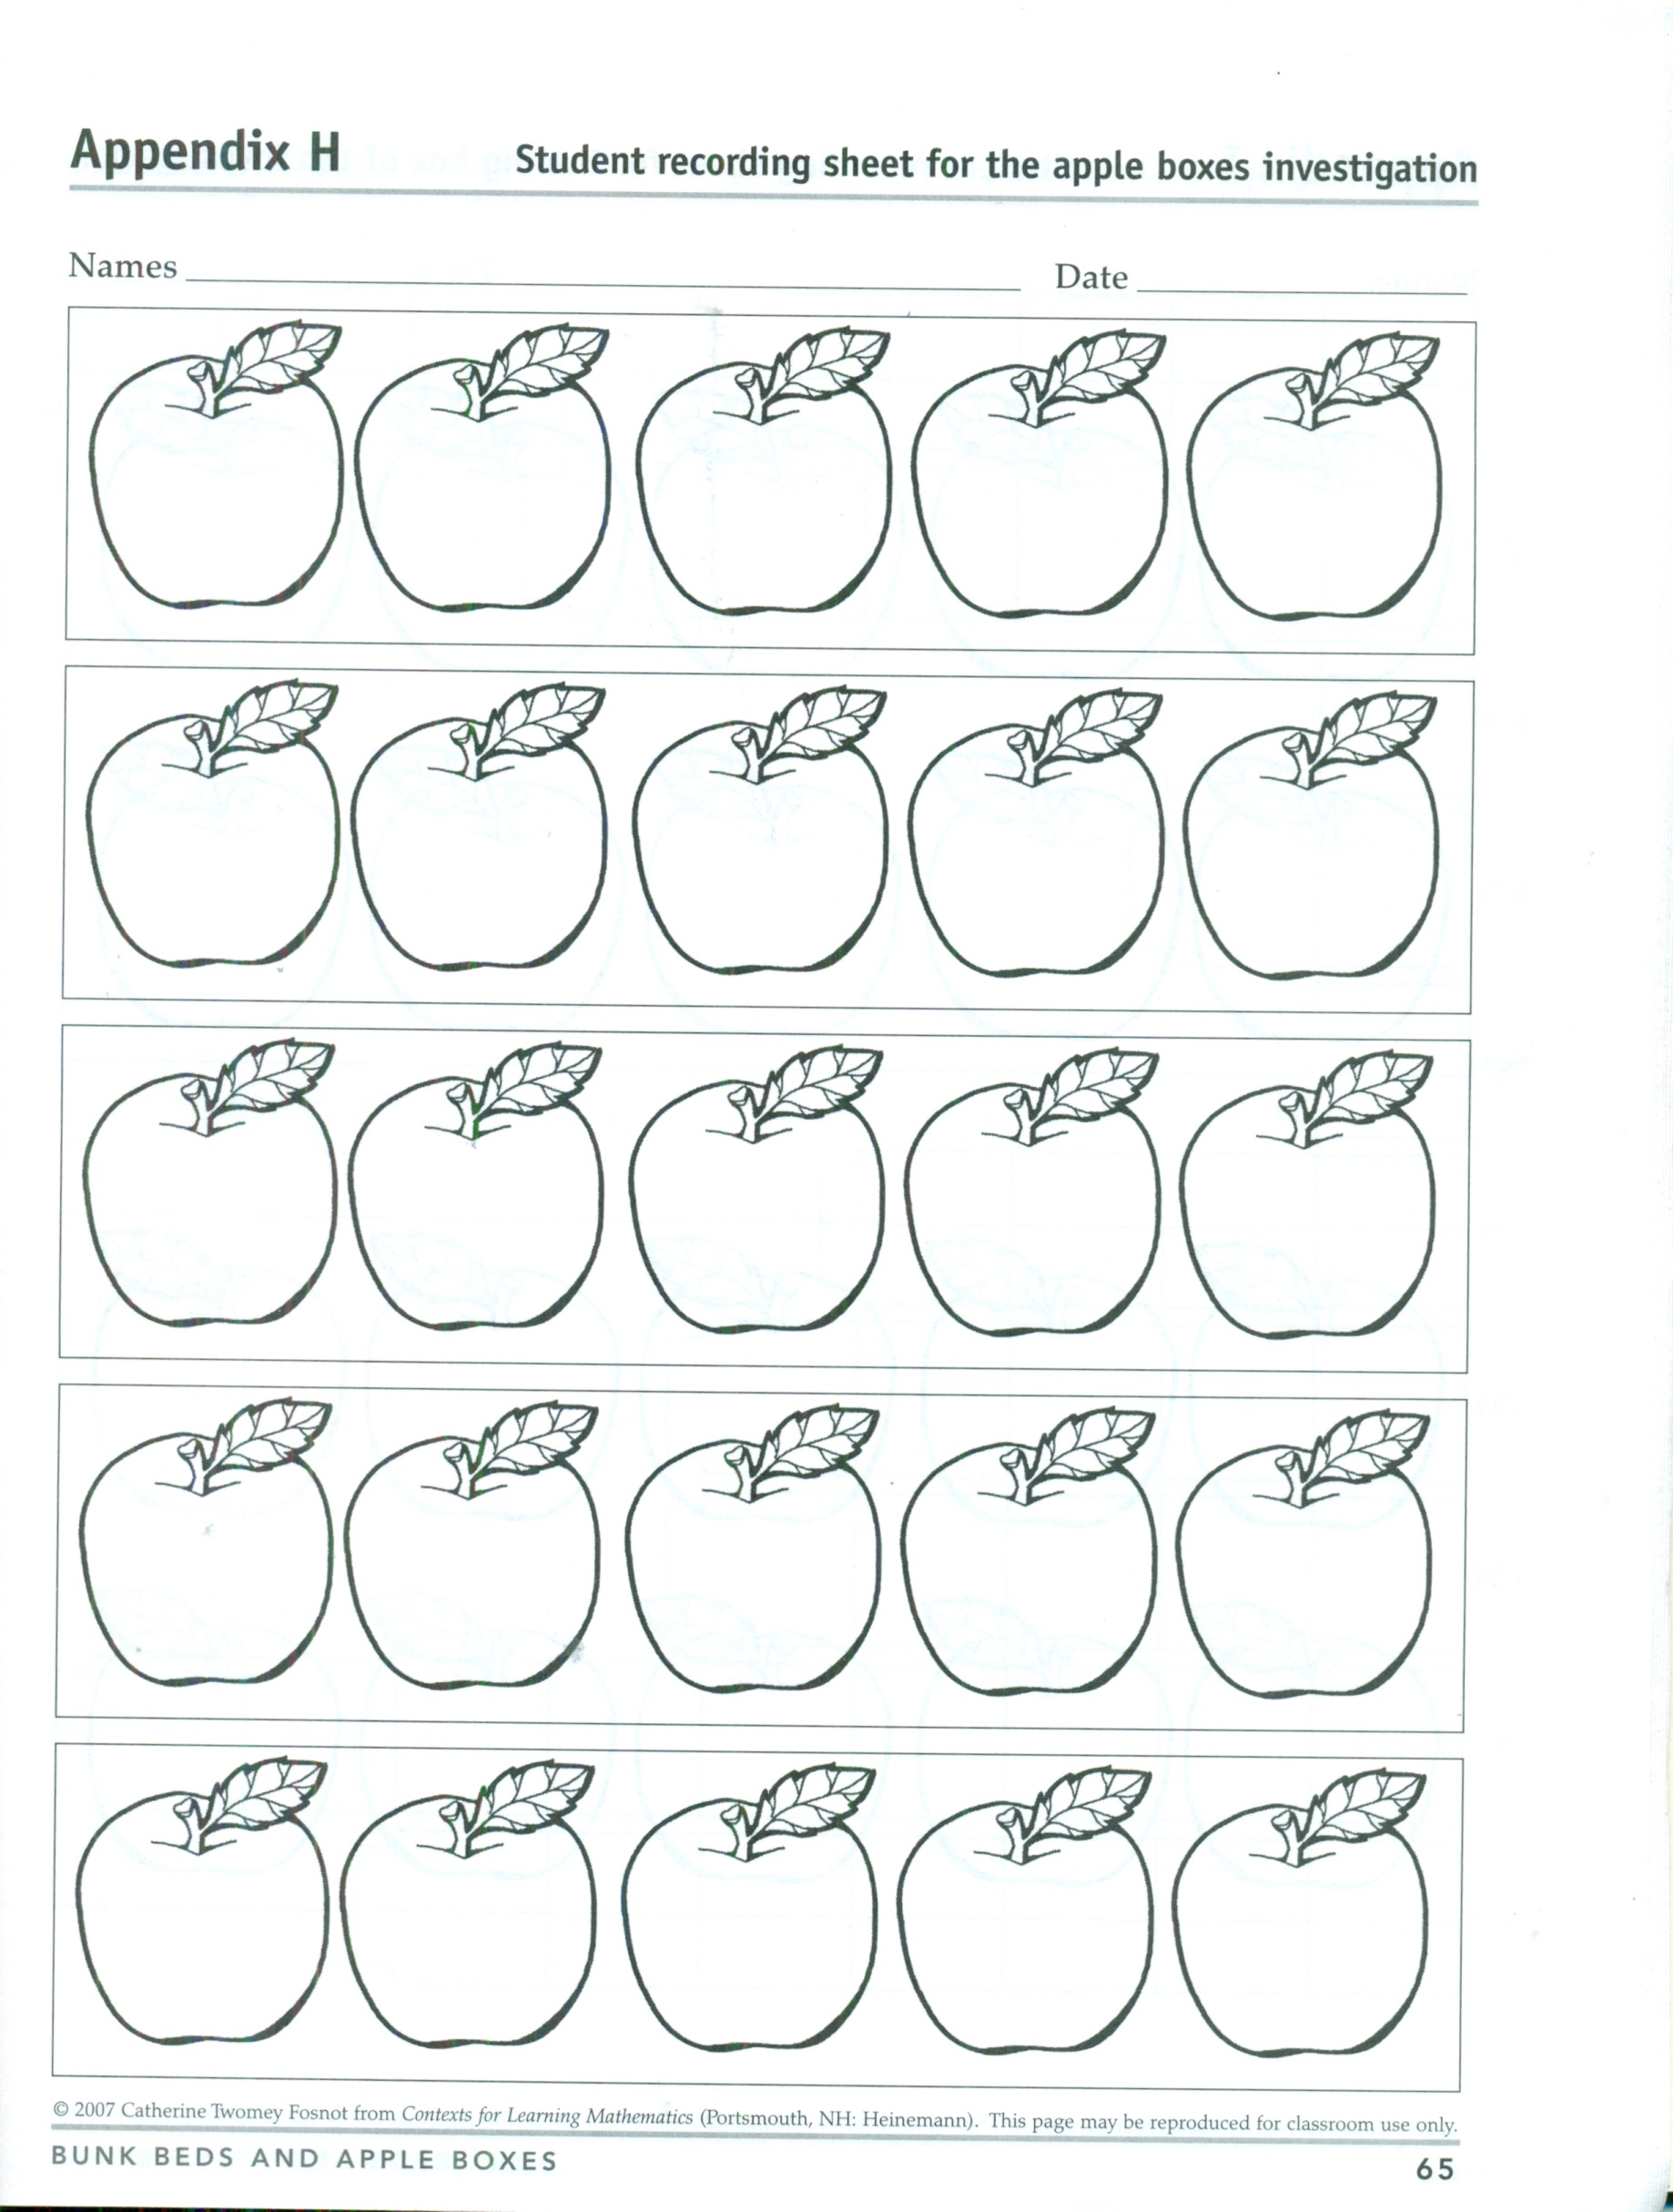 Appendix H Student recording sheet for the apple boxes investigation
Names Date
© 2007 Catherine Twomey Fosnot from Contexts for Learning Mathematics (Portsmouth, NH: Heinemann). This page may be reproduced for classroom use only.
BUNK BEDS AND APPLE BOXES 65